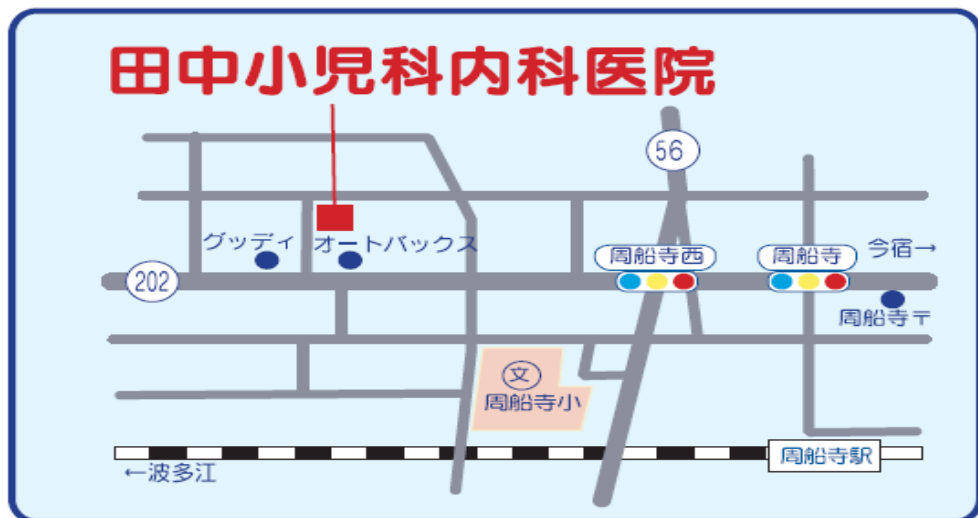 田中小児科内科医院
56
グッディ
オートバックス
周船寺西
周船寺
今宿→
202
周船寺〒
文
周船寺小
周船寺駅
←波多江